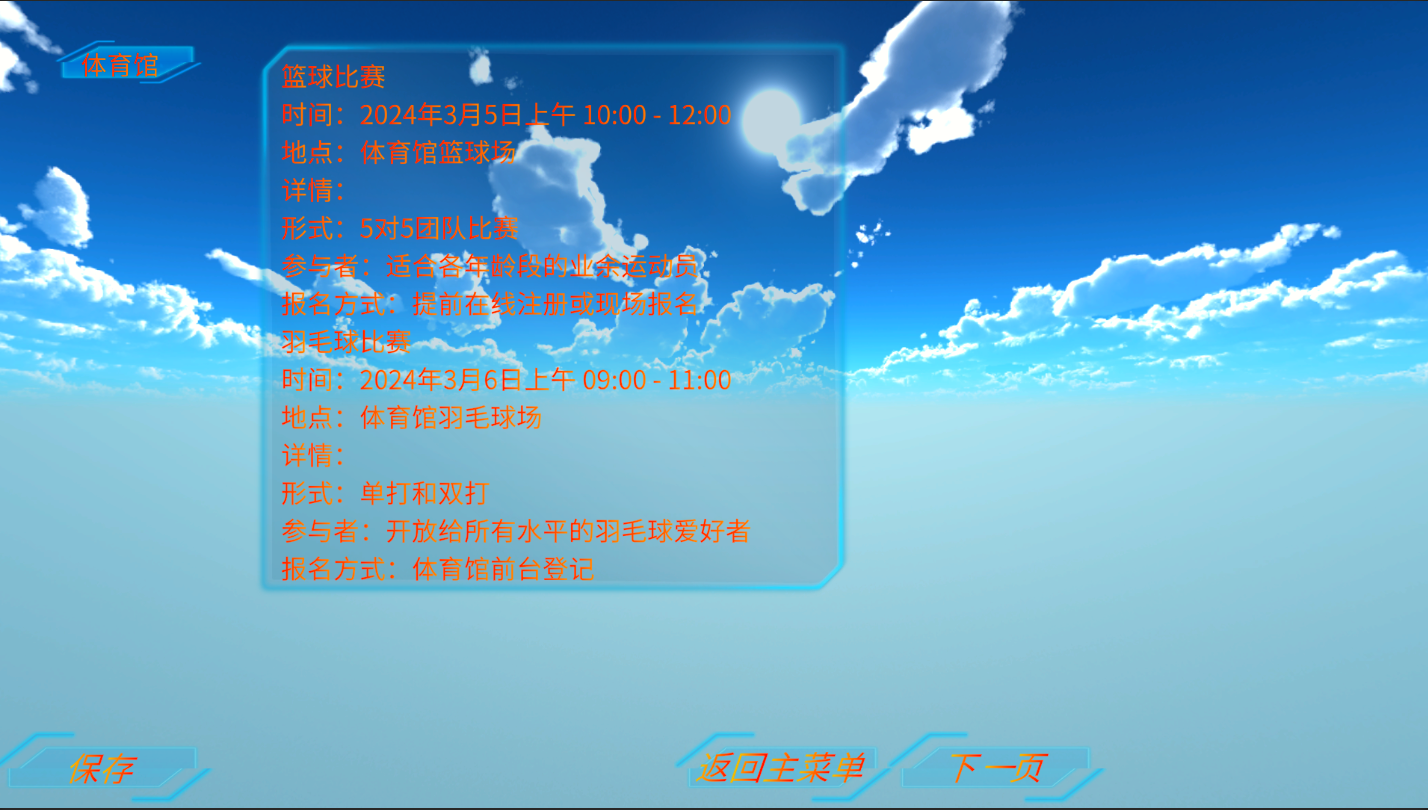 体育馆
篮球比赛
时间：2024年3月5日上午 10:00 - 12:00
地点：体育馆篮球场
详情：
形式：5对5团队比赛
参与者：适合各年龄段的业余运动员
报名方式：提前在线注册或现场报名
羽毛球比赛
时间：2024年3月6日上午 09:00 - 11:00
地点：体育馆羽毛球场
详情：
形式：单打和双打
参与者：开放给所有水平的羽毛球爱好者
报名方式：体育馆前台登记
保存
返回主菜单
下一页